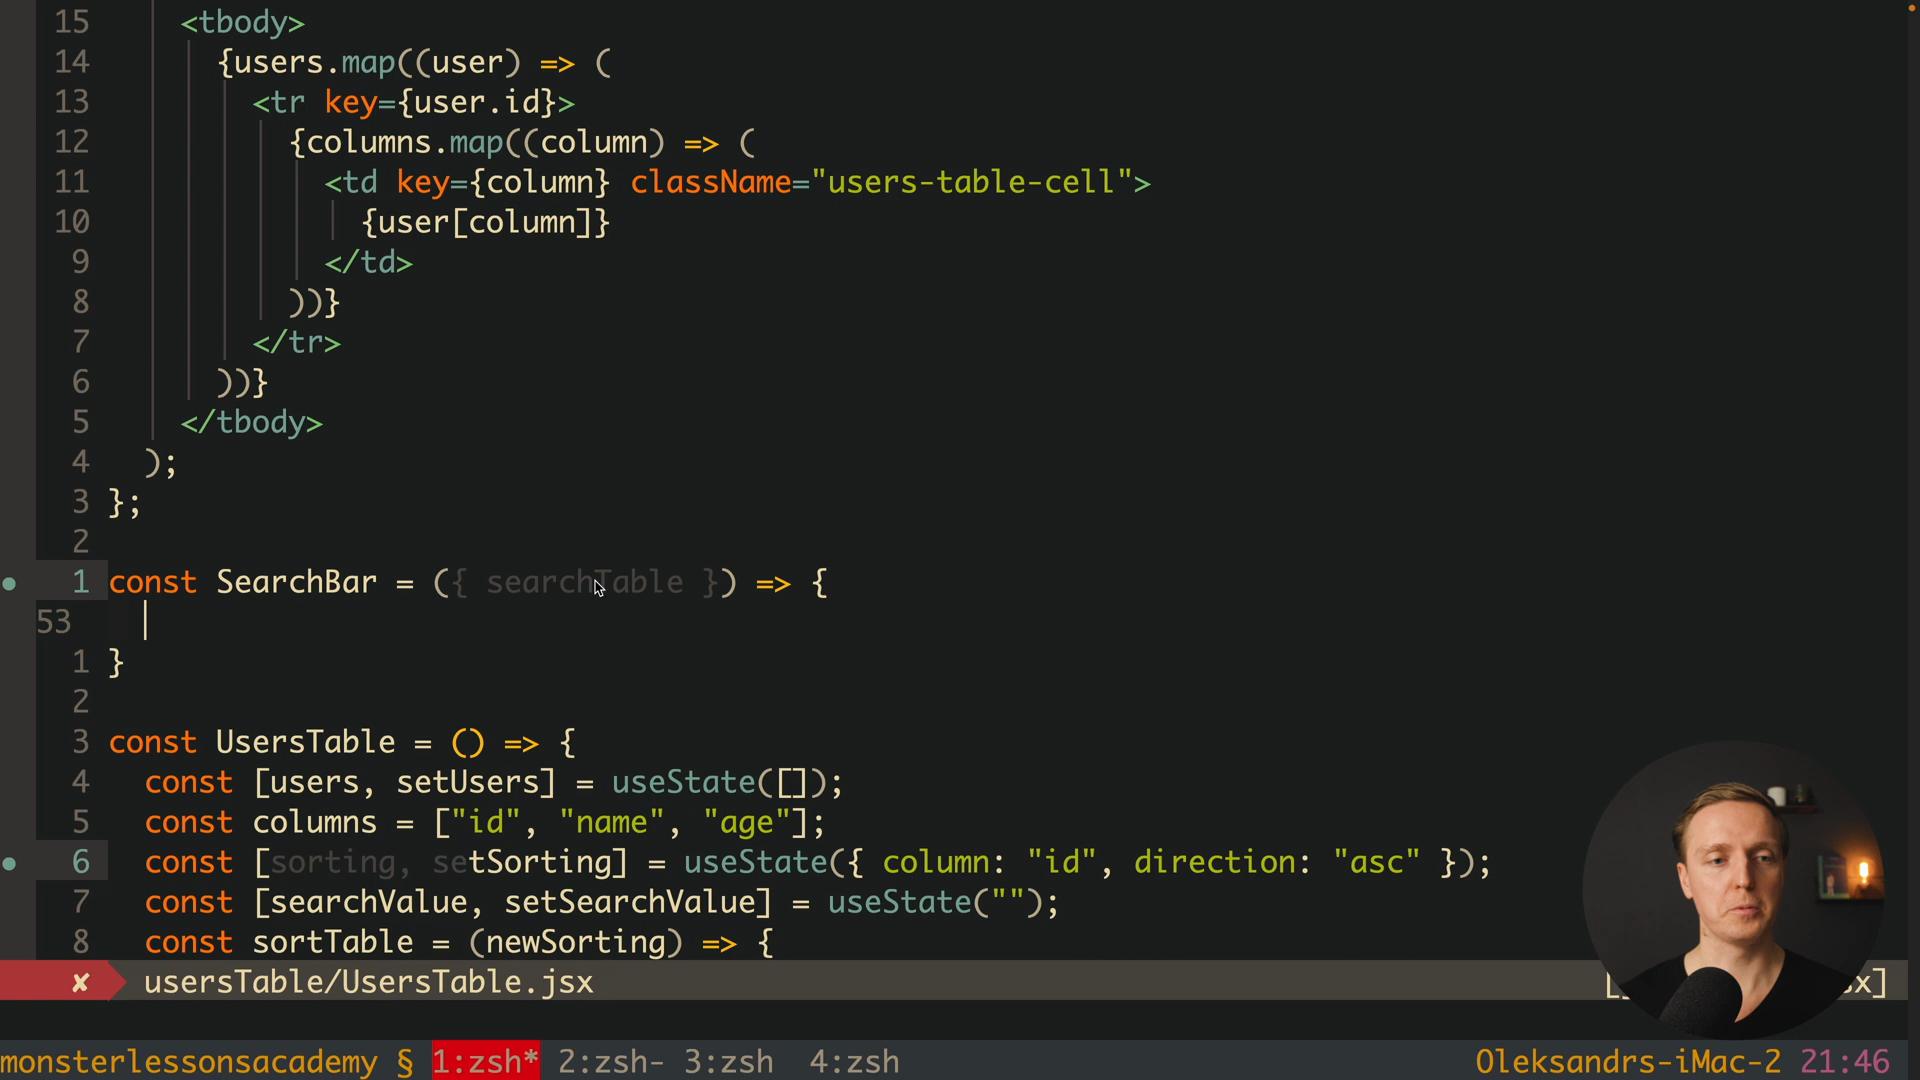 15 <tbody>
14 {users.map((user) => (
13 <tr key={user.id}>
12 {columns.map((column) => (
11 <td key={column} className="users-table-cell">
10 {user[column]}
9 </td>
8 ))}
7 </tr>
6 ))}
5 </tbody>
4 );
3 };
2
1 const SearchBar = ({ searchTable }) => {
53
1 }
2
3 const UsersTable = () => {
4 const [users, setUsers] = useState([]);
5 const columns = ["id", "name", "age"];
6 const [sorting, setSorting] = useState({ column: "id", direction: "asc" });
7 const [searchValue, setSearchValue] = useState("");
8 const sortTable = (newSorting) => {
✘ usersTable/UsersTable.jsx
monsterlessonsacademy § 1:zsh* 2:zsh- 3:zsh 4:zsh Oleksandrs-iMac-2 21:46